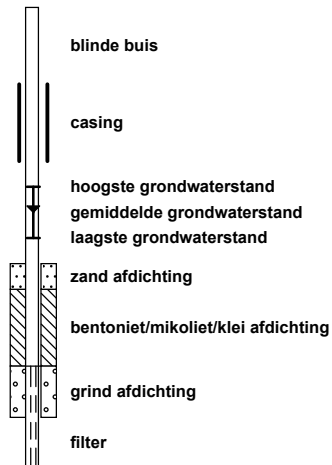 blinde buis
casing
hoogste grondwaterstand
gemiddelde grondwaterstand
laagste grondwaterstand
zand afdichting
bentoniet/mikoliet/klei afdichting
grind afdichting
filter